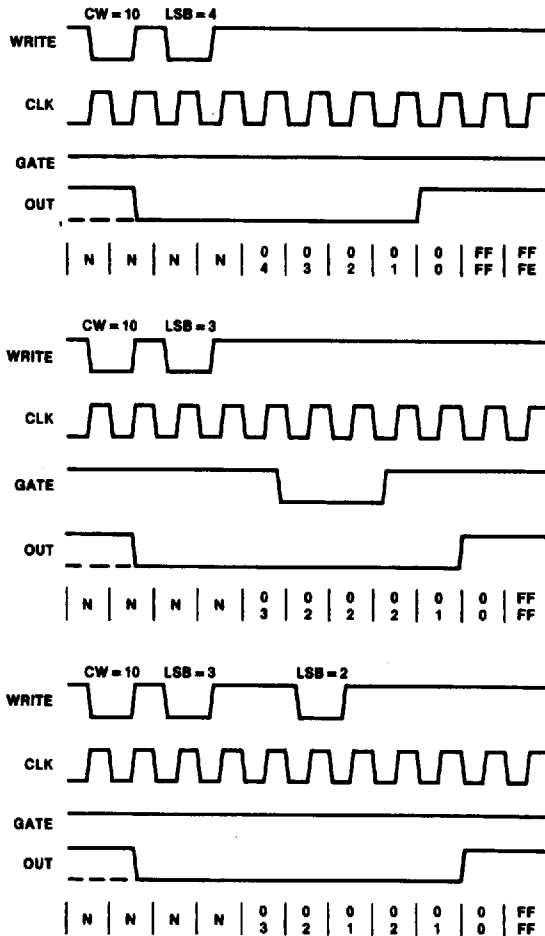 CW = 10 LSB = 4
WRITE
CLK
GATE
OUT
N N N N 0 0 0 0 0 FF FF
4 3 2 1 0 FF FE
CW = 10 LSB = 3
WRITE
CLK
GATE
OUT
N N N N 0 0 0 0 0 0 FF
3 2 2 2 1 0 FF
CW = 10 LSB = 3 LSB = 2
WRITE
CLK
GATE
OUT
N N N N 0 0 0 0 0 0 FF
3 2 1 2 1 0 FF